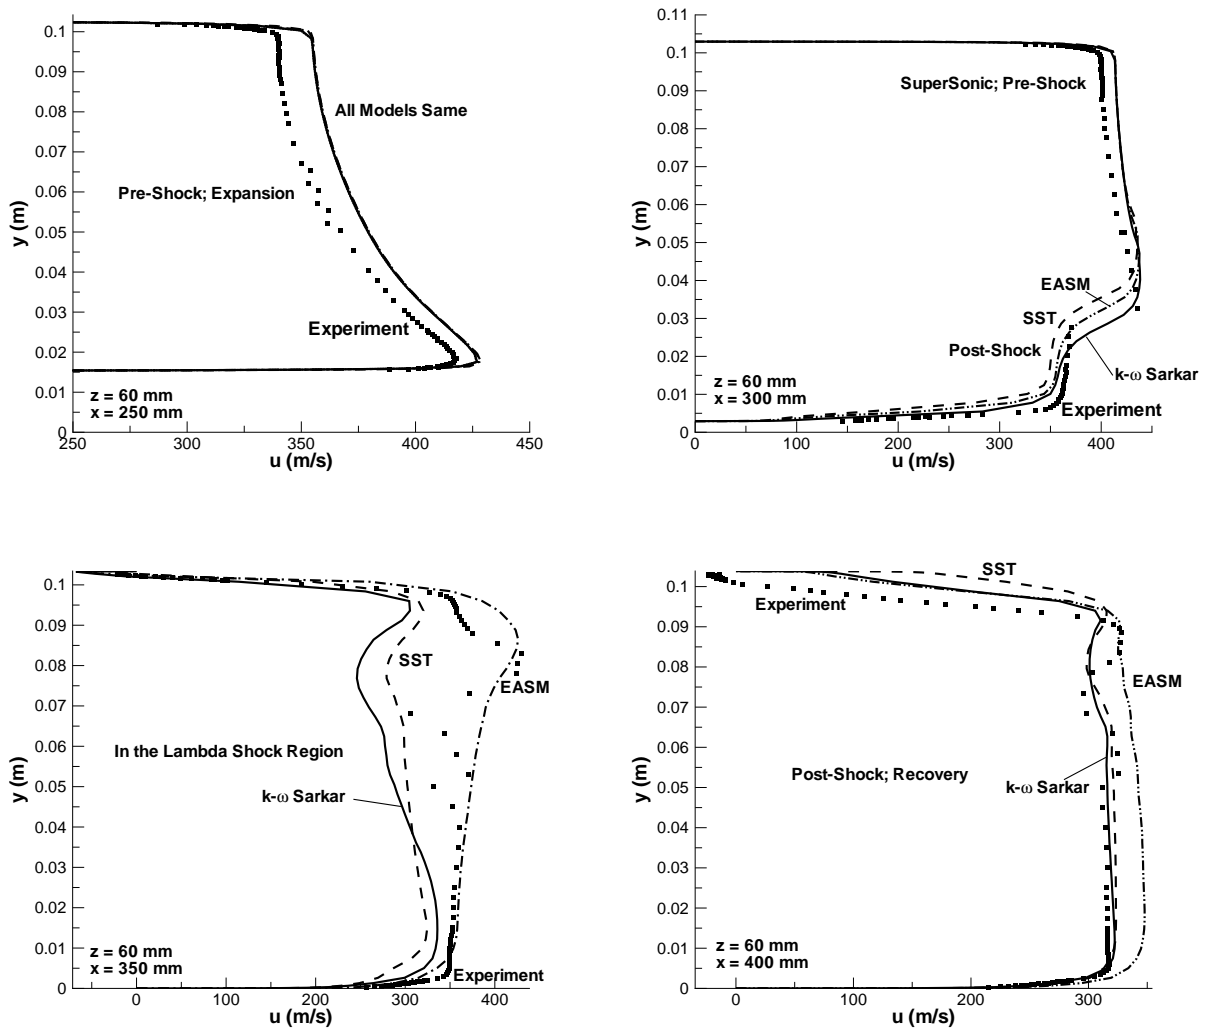 0.1
0.09
0.08
0.07
0.06
0.05
0.04
0.03
0.02
0.01
0
y (m)
All Models Same
Pre-Shock; Expansion
Experiment
z = 60 mm
x = 250 mm
250 300 350 400 450
u (m/s)
0.11
0.1
0.09
0.08
0.07
0.06
0.05
0.04
0.03
0.02
0.01
0
y (m)
SuperSonic; Pre-Shock
EASM
SST
Post-Shock
k-ω Sarkar
z = 60 mm
x = 300 mm
Experiment
0 100 200 300 400
u (m/s)
0.1
0.09
0.08
0.07
0.06
0.05
0.04
0.03
0.02
0.01
0
y (m)
SST
EASM
In the Lambda Shock Region
k-ω Sarkar
z = 60 mm
x = 350 mm
Experiment
0 100 200 300 400
u (m/s)
0.1
0.09
0.08
0.07
0.06
0.05
0.04
0.03
0.02
0.01
0
y (m)
SST
Experiment
EASM
Post-Shock; Recovery
k-ω Sarkar
z = 60 mm
x = 400 mm
0 100 200 300
u (m/s)